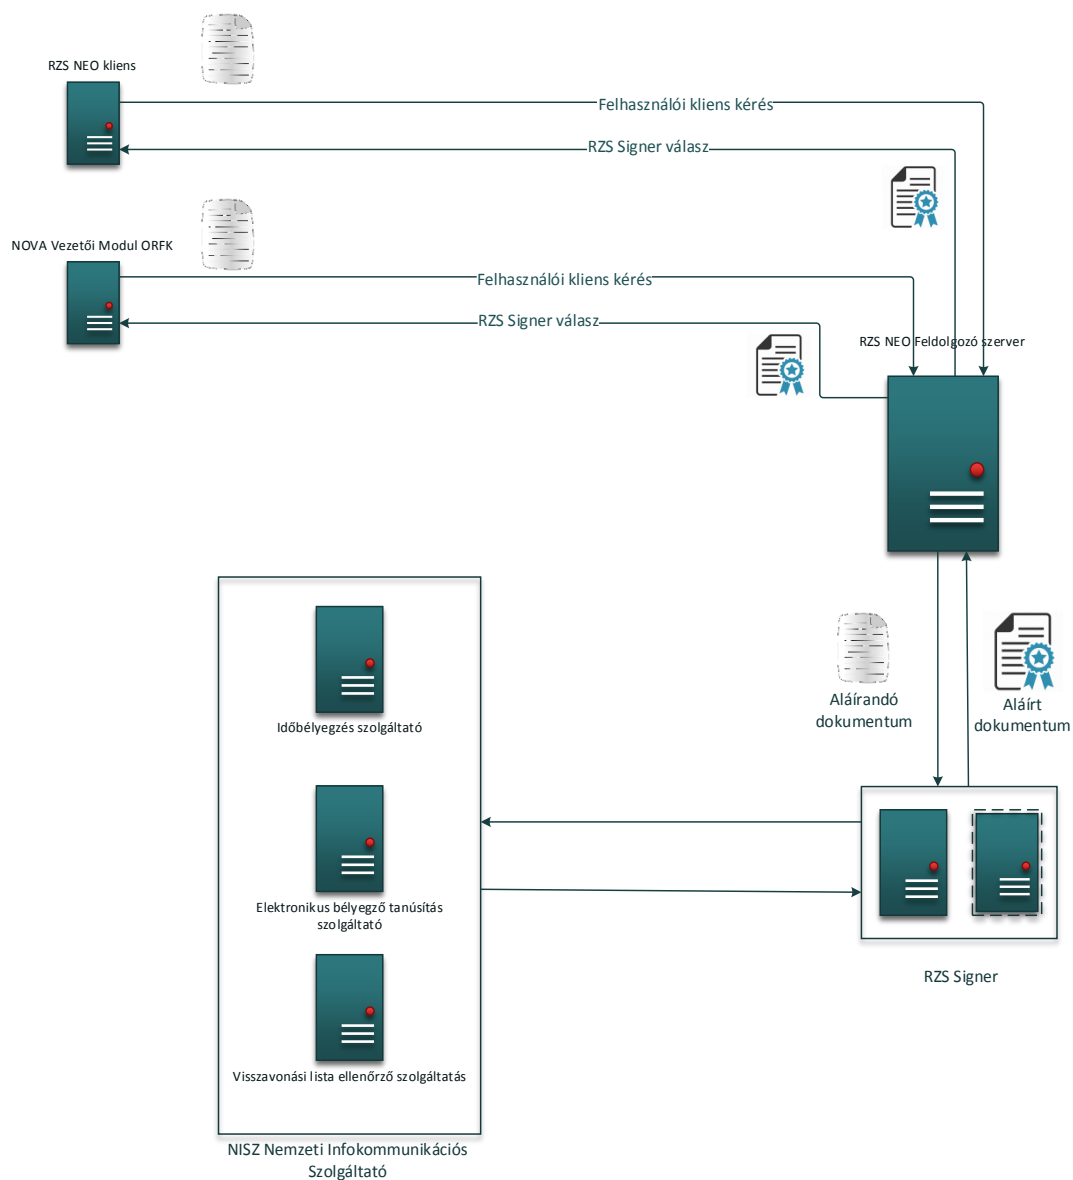 RZS NEO kliens
Felhasználói kliens kérés
RZS Signer válasz
NOVA Vezetői Modul ORFK
Felhasználói kliens kérés
RZS Signer válasz
RZS NEO Feldolgozó szerver
Aláírandó
dokumentum
Aláírt
dokumentum
Időbélyegzés szolgáltató
Elektronikus bélyegző tanúsítás
szolgáltató
RZS Signer
Visszavonási lista ellenőrző szolgáltatás
NISZ Nemzeti Infokommunikációs
Szolgáltató